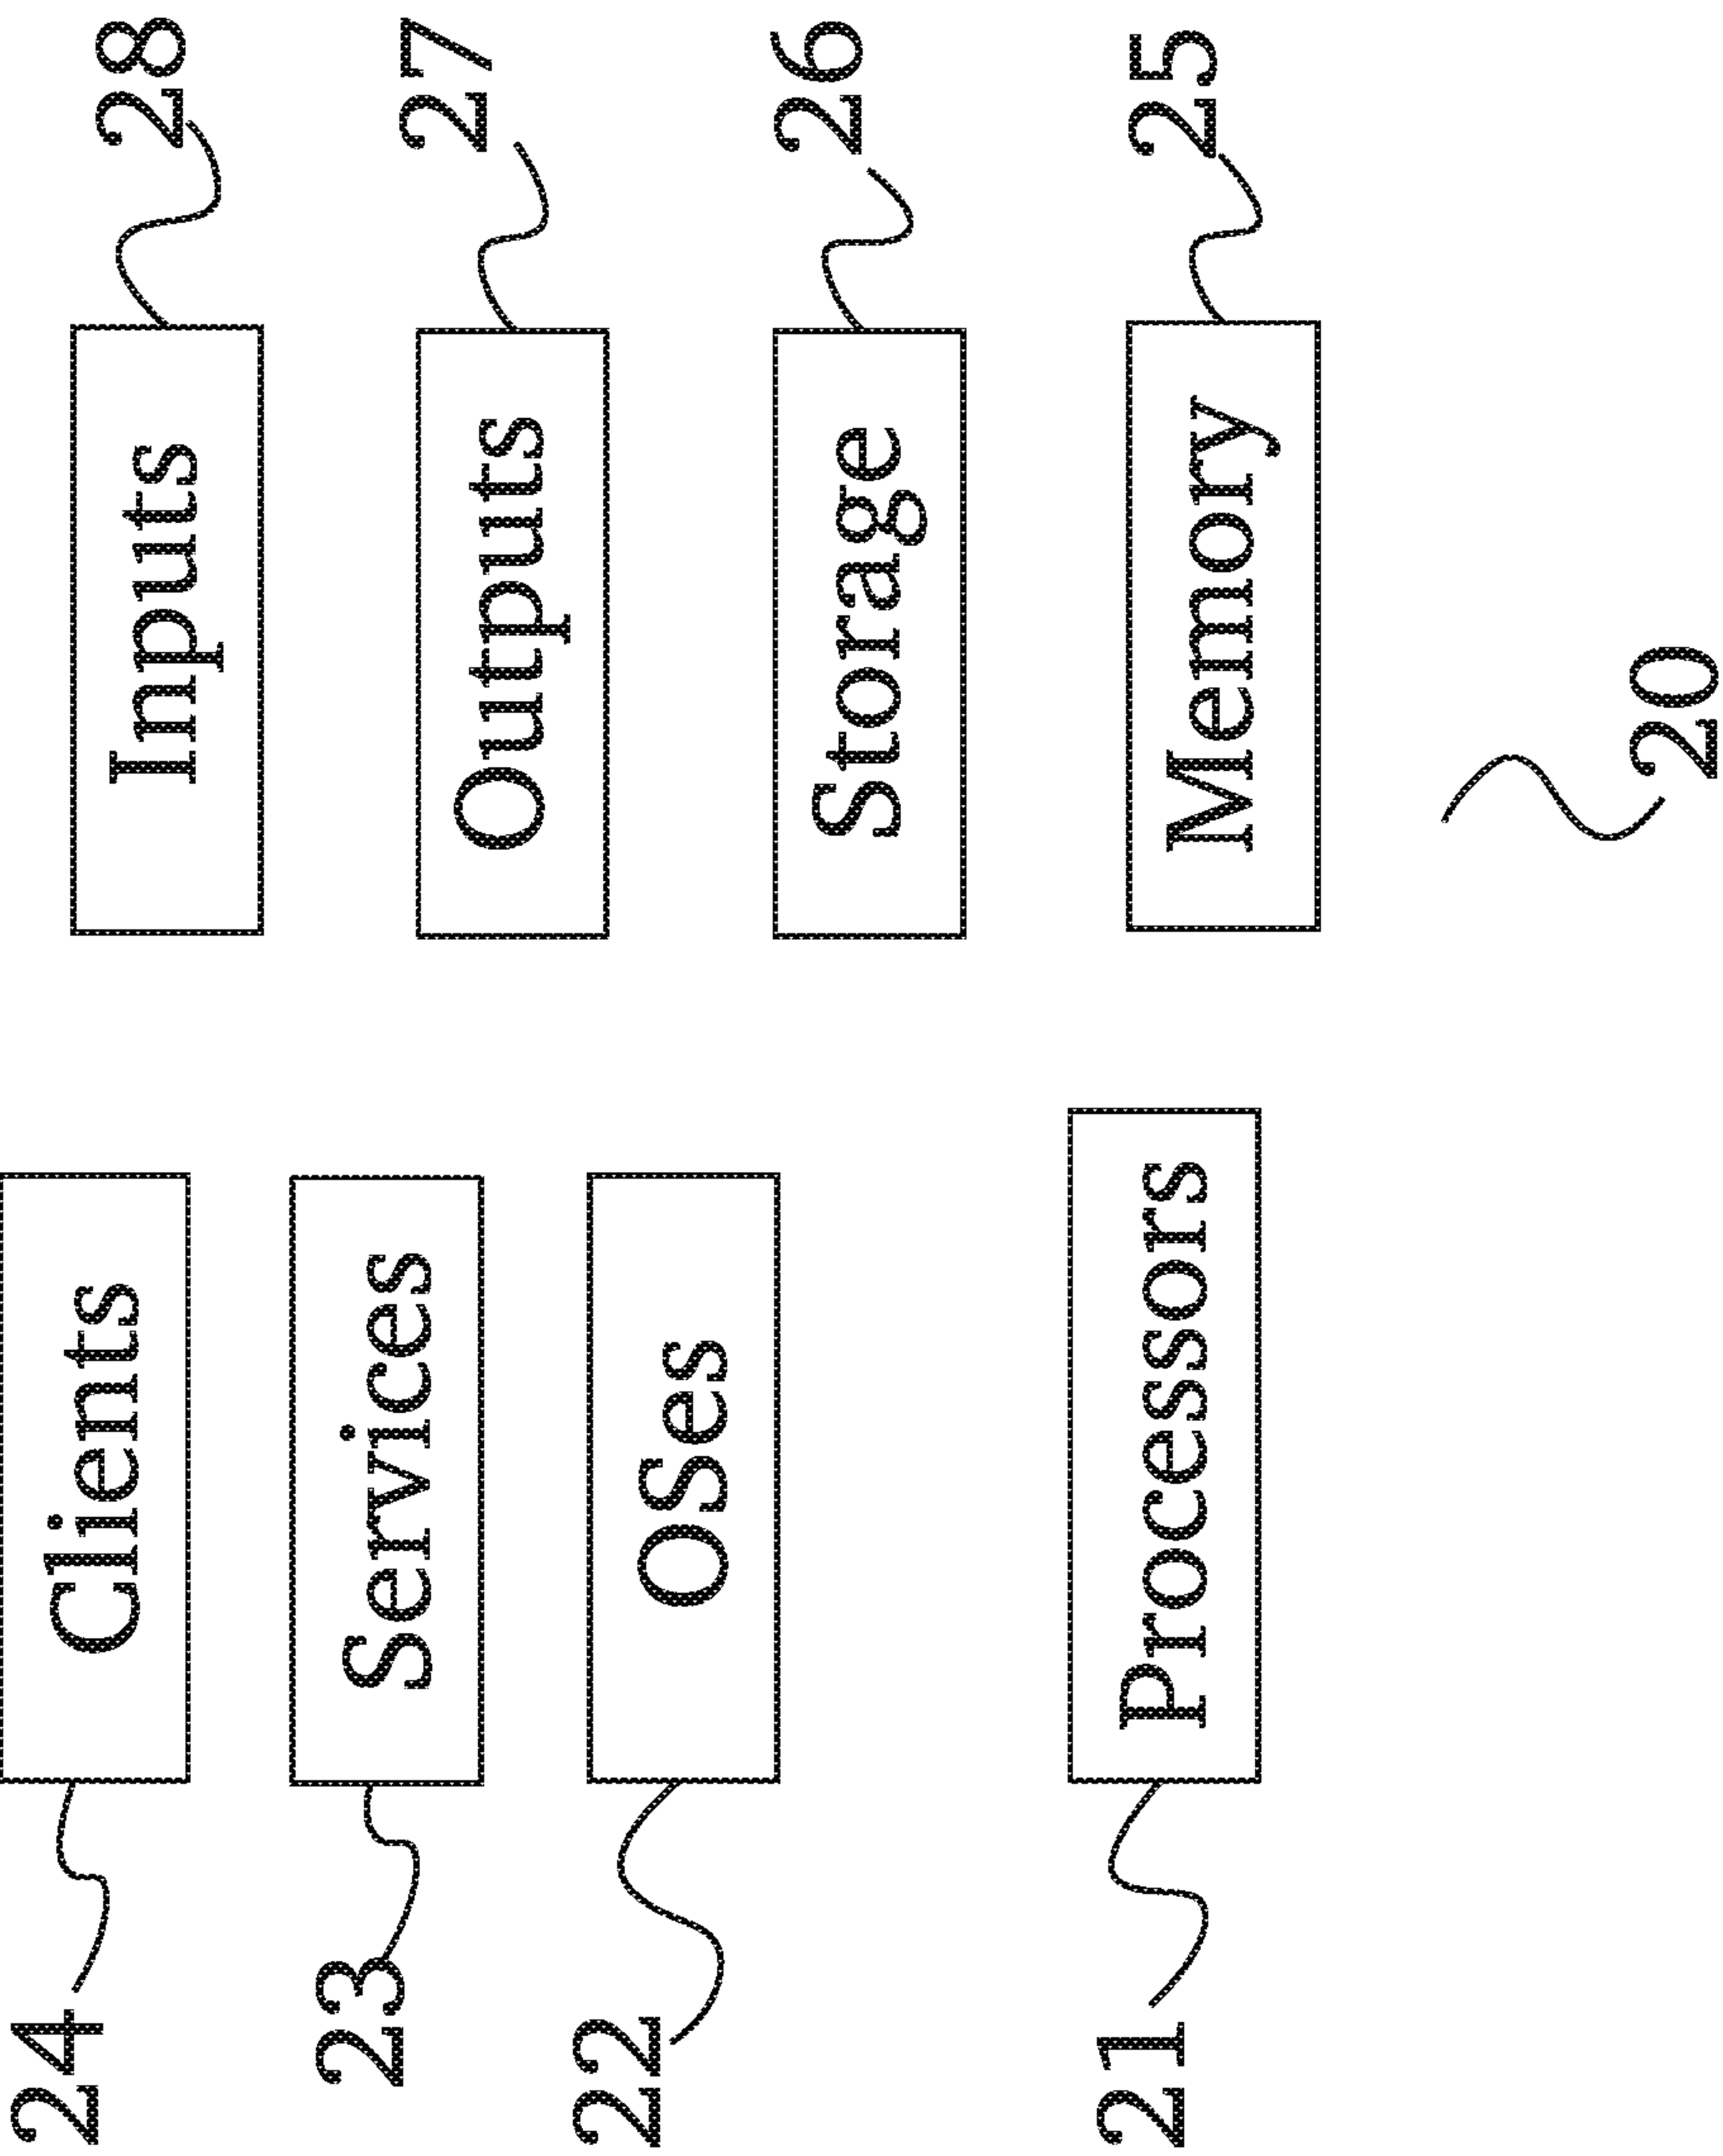 24 Clients Inputs 28
23 Services Outputs 27
22 OSes Storage 26
21 Processors Memory 25
20